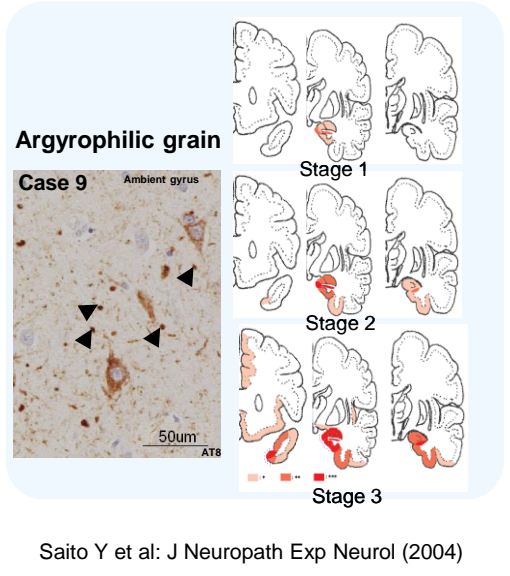 Argyrophilic grain
Case 9
Ambient gyrus
50um
AT8
Stage 1
Stage 2
: *
: **
: ***
Stage 3
Saito Y et al: J Neuropath Exp Neurol (2004)